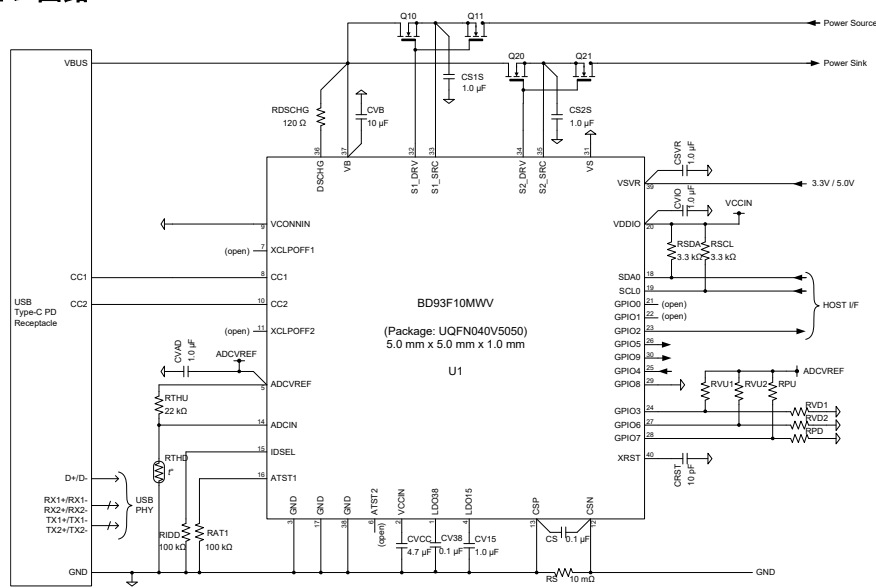 回路
Q10
Q11
Power Source
VBUS
Q20
Q21
Power Sink
CS1S
1.0 µF
CS2S
1.0 µF
RDSCHG
120 Ω
CVB
10 µF
36
37
32
33
34
35
31
DSCHG
VB
S1_DRV
S1_SRC
S2_DRV
S2_SRC
VS
CSVR
1.0 µF
VSVR
39
3.3V / 5.0V
CVIO
1.0 µF
VCCIN
VDDIO
20
RSDA
3.3 kΩ
RSCL
3.3 kΩ
9
VCONNIN
(open)
7
XCLPOFF1
CC1
8
CC1
CC2
10
CC2
(open)
11
XCLPOFF2
USB
Type-C PD
Receptacle
BD93F10MWV
(Package: UQFN040V5050)
5.0 mm x 5.0 mm x 1.0 mm
U1
SDA0
18
SCL0
19
GPIO0
21
(open)
GPIO1
22
(open)
GPIO2
23
HOST I/F
GPIO5
26
GPIO9
30
GPIO4
25
GPIO8
29
ADCVREF
RVU1
RVU2
RPU
GPIO3
24
RVD1
GPIO6
27
RVD2
GPIO7
28
RPD
XRST
40
CRST
10 pF
CVAD
1.0 µF
ADCVREF
ADCVREF
5
RTHU
22 kΩ
14
ADCIN
RTHD
t°
15
IDSEL
16
ATST1
D+/D-
RX1+/RX1-
RX2+/RX2-
TX1+/TX1-
TX2+/TX2-
USB
PHY
RIDD
100 kΩ
RAT1
100 kΩ
GND
GND
GND
ATST2
VCCIN
LDO38
LDO15
CSP
CSN
3
17
38
6
2
1
4
13
12
(open)
CVCC
4.7 µF
CV38
0.1 µF
CV15
1.0 µF
CS
0.1 µF
RS
10 mΩ
GND
GND